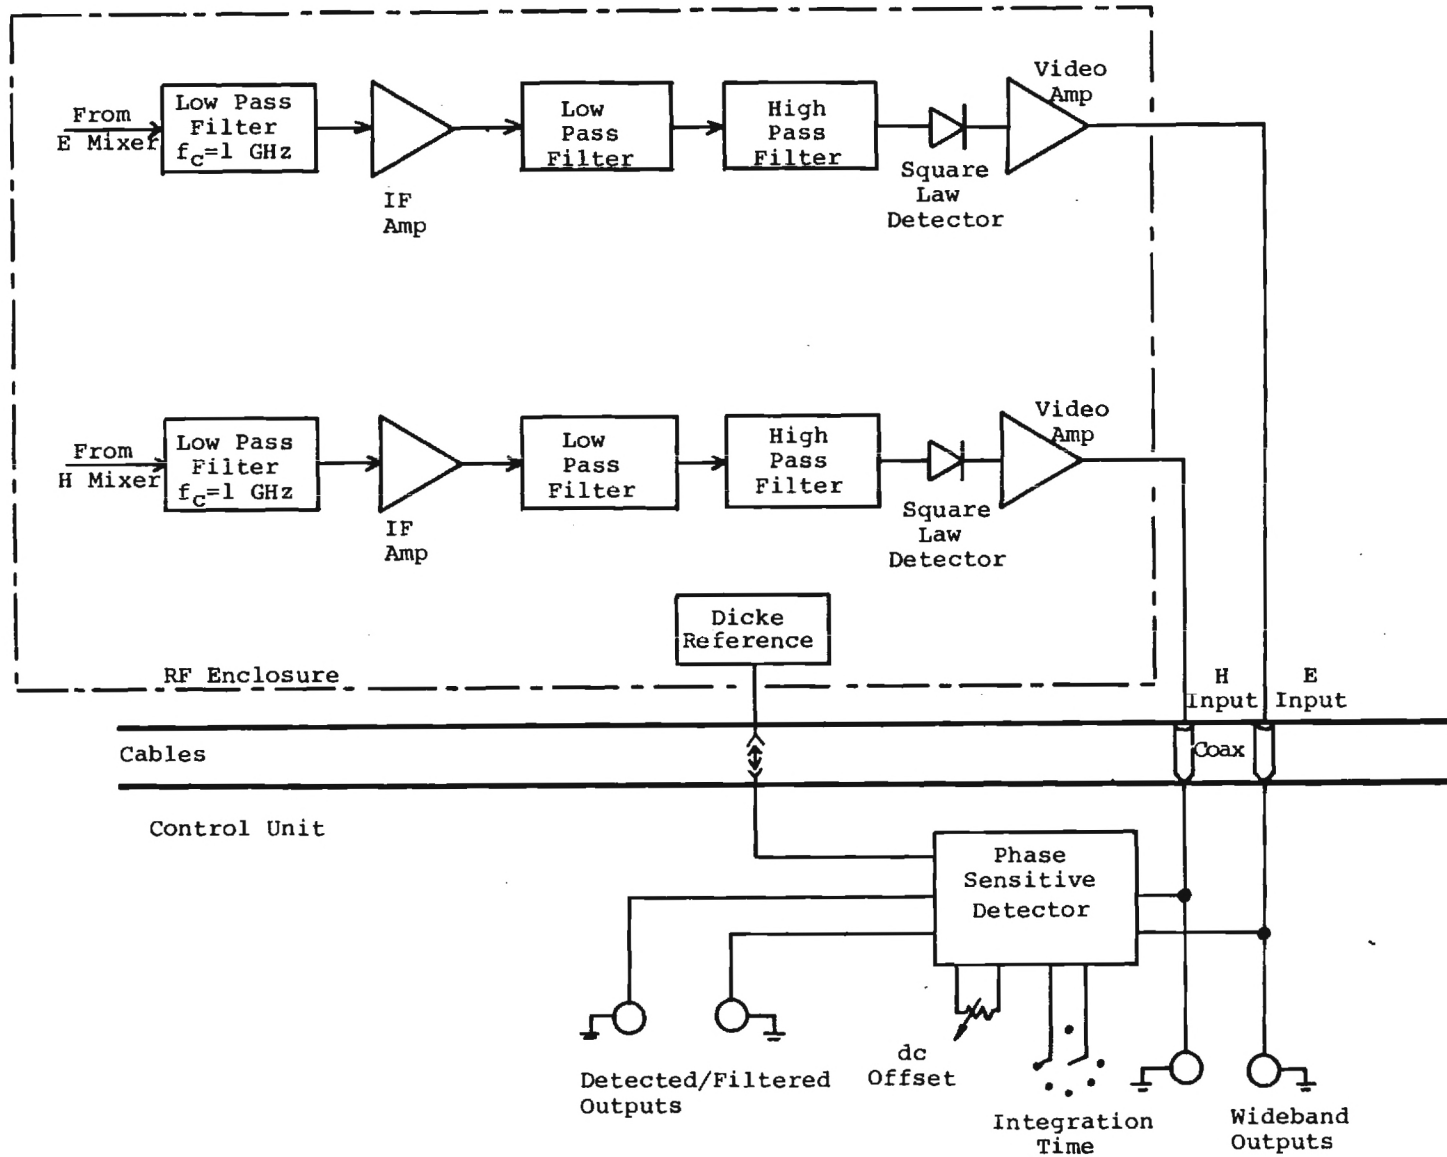 From
E Mixer
Low Pass
Filter
fc=1 GHz
IF
Amp
Low
Pass
Filter
High
Pass
Filter
Square
Law
Detector
Video
Amp
From
H Mixer
Low Pass
Filter
fc=1 GHz
IF
Amp
Low
Pass
Filter
High
Pass
Filter
Square
Law
Detector
Video
Amp
Dicke
Reference
RF Enclosure
H
Input
E
Input
Cables
Coax
Control Unit
Phase
Sensitive
Detector
Detected/Filtered
Outputs
dc
Offset
Integration
Time
Wideband
Outputs